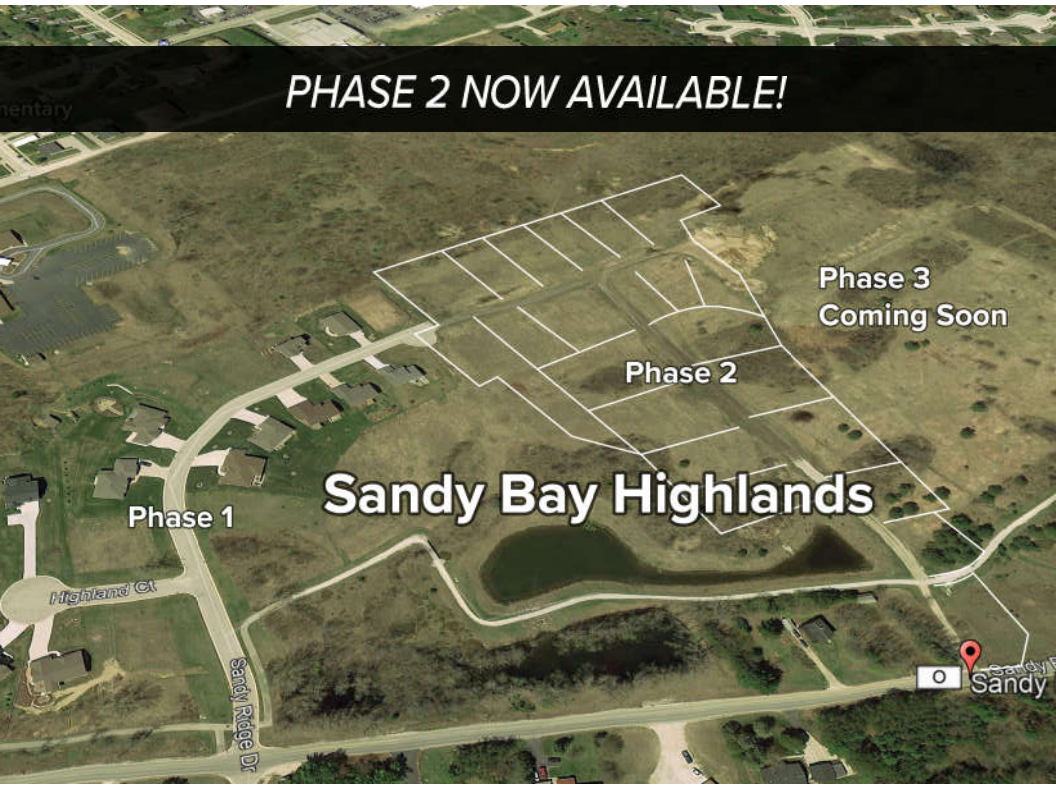 PHASE 2 NOW AVAILABLE!
Phase 3
Coming Soon
Phase 2
Sandy Bay Highlands
Phase 1
Highland Ct
Sandy Ridge Dr
O
Sandy